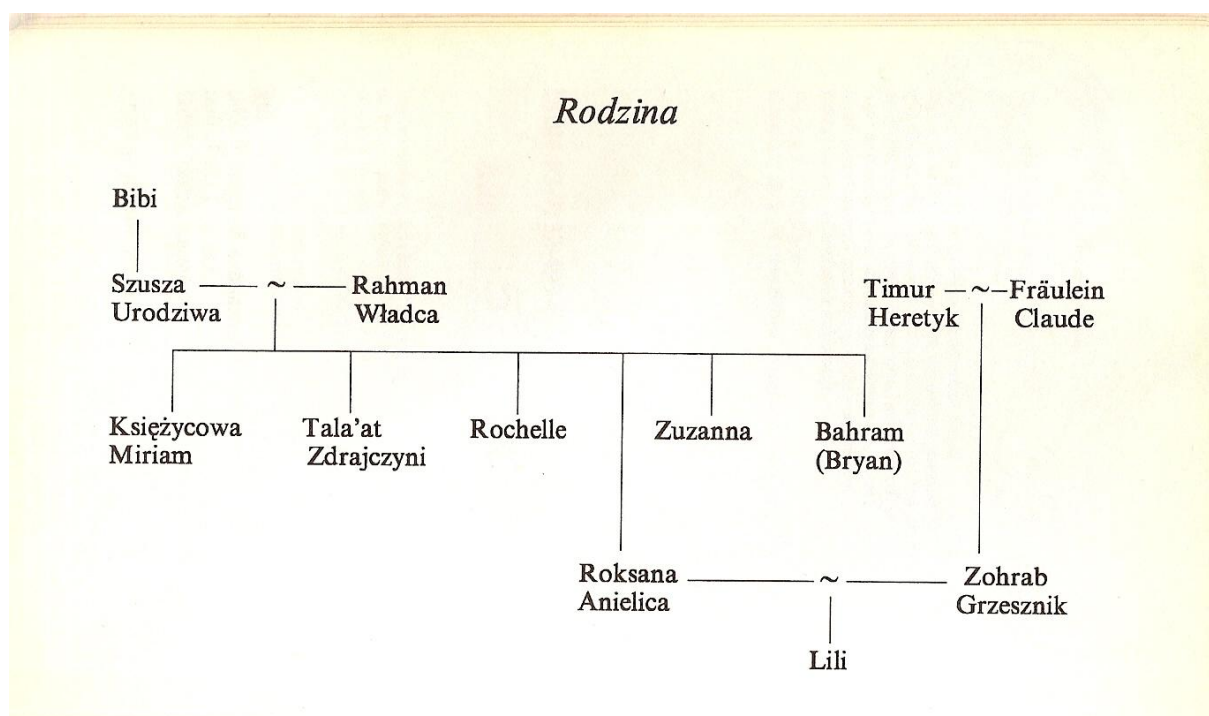 Rodzina
Bibi
Szusza ~ Rahman
Urodziwa Władca
Timur ~ Fräulein
Heretyk Claude
Księżycowa
Miriam
Tala'at
Zdrajczyni
Rochelle
Zuzanna
Bahram
(Bryan)
Roksana ~ Zohrab
Anielica Grzesznik
Lili